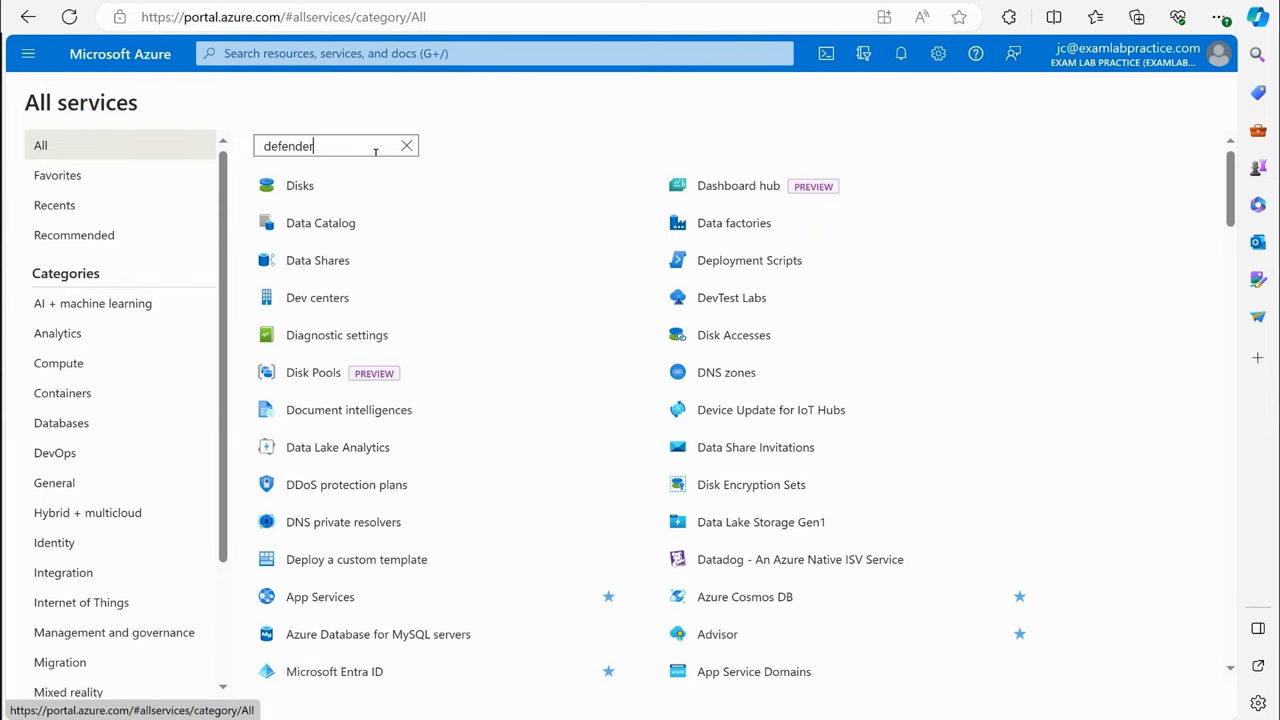 https://portal.azure.com/#allservices/category/All
Microsoft Azure
Search resources, services, and docs (G+/)
jc@examlabpractice.com
EXAM LAB PRACTICE (EXAMLAB...
All services
defender
All
Favorites
Recents
Recommended
Categories
AI + machine learning
Analytics
Compute
Containers
Databases
DevOps
General
Hybrid + multicloud
Identity
Integration
Internet of Things
Management and governance
Migration
Mixed reality
Disks
Dashboard hub PREVIEW
Data Catalog
Data factories
Data Shares
Deployment Scripts
Dev centers
DevTest Labs
Diagnostic settings
Disk Accesses
Disk Pools PREVIEW
DNS zones
Document intelligences
Device Update for IoT Hubs
Data Lake Analytics
Data Share Invitations
DDoS protection plans
Disk Encryption Sets
DNS private resolvers
Data Lake Storage Gen1
Deploy a custom template
Datadog - An Azure Native ISV Service
App Services
Azure Cosmos DB
Azure Database for MySQL servers
Advisor
Microsoft Entra ID
App Service Domains
https://portal.azure.com/#allservices/category/All